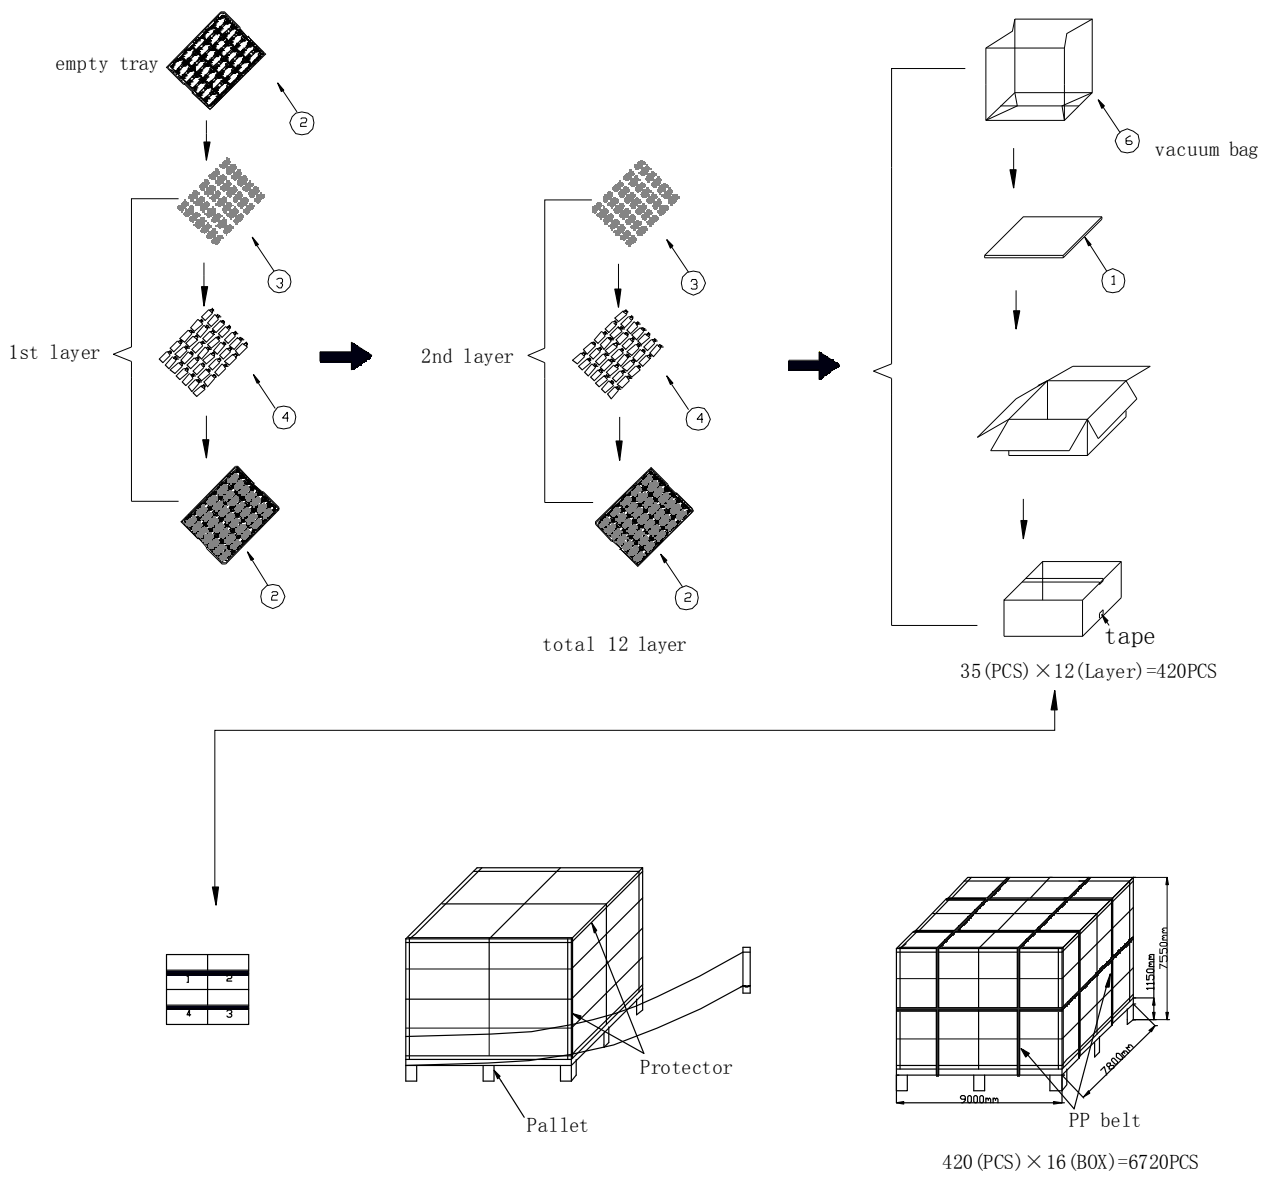 empty tray
2
3
1st layer
4
2
3
2nd layer
4
2
total 12 layer
6
vacuum bag
1
tape
35(PCS)×12(Layer)=420PCS
1 2
4 3
Protector
Pallet
7550mm
1150mm
7800mm
9000mm
PP belt
420(PCS)×16(BOX)=6720PCS